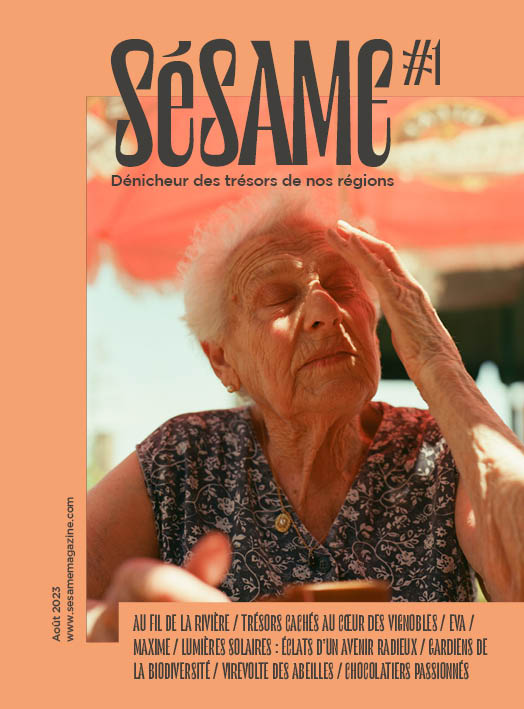 SéSAME #1
Dénicheur des trésors de nos régions
Août 2023
www.sesamemagazine.com
AU FIL DE LA RIVIÈRE / TRÉSORS CACHÉS AU CŒUR DES VIGNOBLES / EVA /
MAXIME / LUMIÈRES SOLAIRES : ÉCLATS D'UN AVENIR RADIEUX / GARDIENS DE
LA BIODIVERSITÉ / VIREVOLTE DES ABEILLES / CHOCOLATIERS PASSIONNÉS